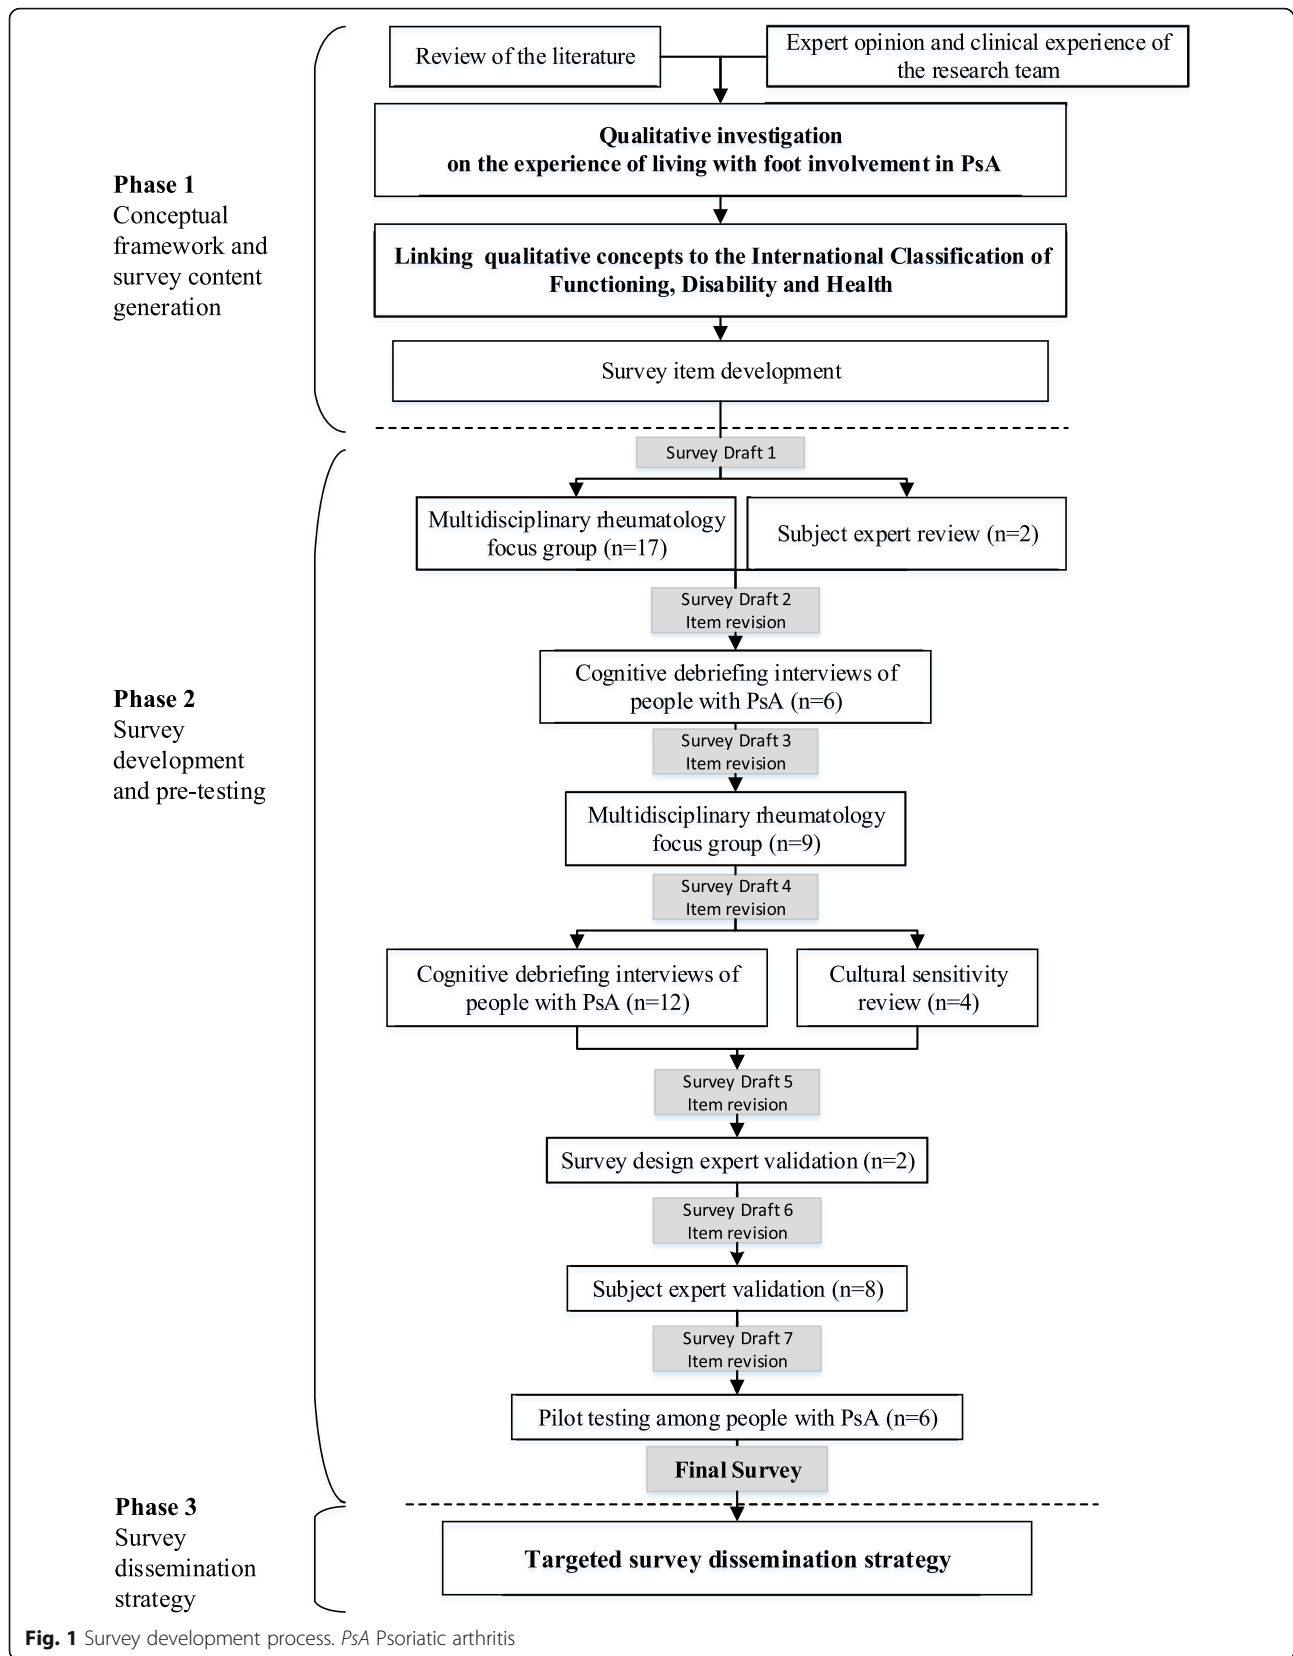 Review of the literature
Expert opinion and clinical experience of
the research team
Qualitative investigation
on the experience of living with foot involvement in PsA
Phase 1
Conceptual
framework and
survey content
generation
Linking qualitative concepts to the International Classification of
Functioning, Disability and Health
Survey item development
Survey Draft 1
Multidisciplinary rheumatology
focus group (n=17)
Subject expert review (n=2)
Survey Draft 2
Item revision
Cognitive debriefing interviews of
people with PsA (n=6)
Phase 2
Survey
development
and pre-testing
Survey Draft 3
Item revision
Multidisciplinary rheumatology
focus group (n=9)
Survey Draft 4
Item revision
Cognitive debriefing interviews of
people with PsA (n=12)
Cultural sensitivity
review (n=4)
Survey Draft 5
Item revision
Survey design expert validation (n=2)
Survey Draft 6
Item revision
Subject expert validation (n=8)
Survey Draft 7
Item revision
Pilot testing among people with PsA (n=6)
Final Survey
Phase 3
Survey
dissemination
strategy
Targeted survey dissemination strategy
Fig. 1 Survey development process. PsA Psoriatic arthritis